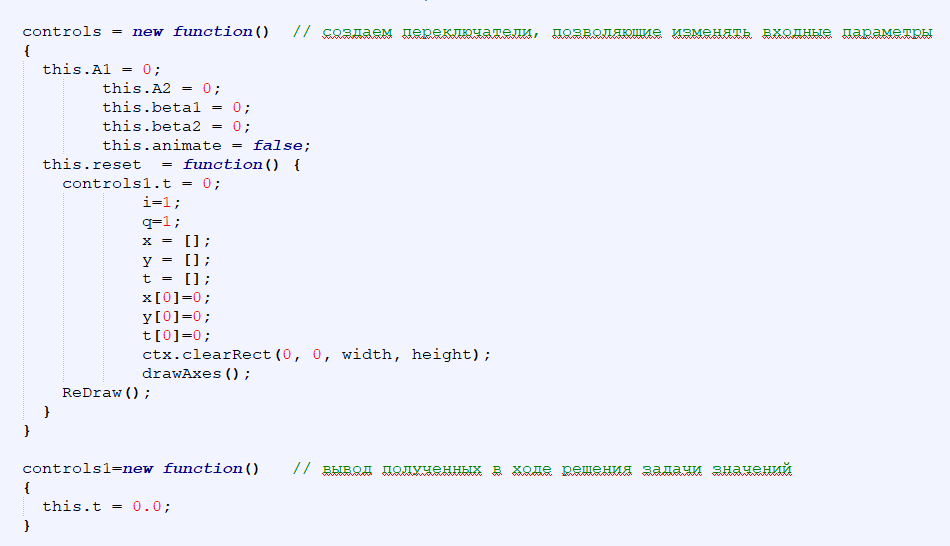 controls = new function()  // создаем переключатели, позволяющие изменять входные параметры
{
  this.A1 = 0;
        this.A2 = 0;
        this.beta1 = 0;
        this.beta2 = 0;
        this.animate = false;
  this.reset  = function() {
    controls1.t = 0;
            i=1;
            q=1;
            x = [];
            y = [];
            t = [];
            x[0]=0;
            y[0]=0;
            t[0]=0;
            ctx.clearRect(0, 0, width, height);
            drawAxes();
    ReDraw();
  }
}
controls1=new function()   // вывод полученных в ходе решения задачи значений
{
  this.t = 0.0;
}